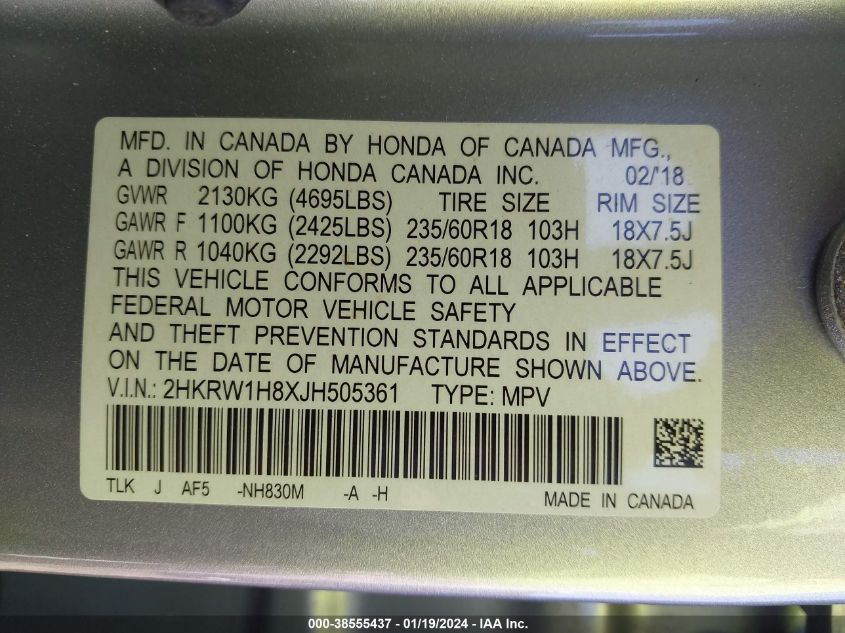 MFD. IN CANADA BY HONDA OF CANADA MFG.,
A DIVISION OF HONDA CANADA INC. 02/'18
GVWR 2130KG (4695LBS) TIRE SIZE RIM SIZE
GAWR F 1100KG (2425LBS) 235/60R18 103H 18X7.5J
GAWR R 1040KG (2292LBS) 235/60R18 103H 18X7.5J
THIS VEHICLE CONFORMS TO ALL APPLICABLE
FEDERAL MOTOR VEHICLE SAFETY
AND THEFT PREVENTION STANDARDS IN EFFECT
ON THE DATE OF MANUFACTURE SHOWN ABOVE.
V.I.N.: 2HKRW1H8XJH505361 TYPE: MPV
TLK J AF5 -NH830M -A -H MADE IN CANADA
000-38555437 - 01/19/2024 - IAA Inc.